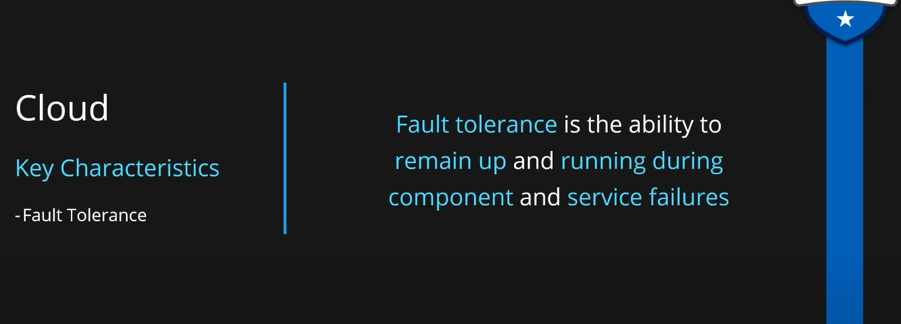 Cloud
Key Characteristics
- Fault Tolerance
Fault tolerance is the ability to
remain up and running during
component and service failures